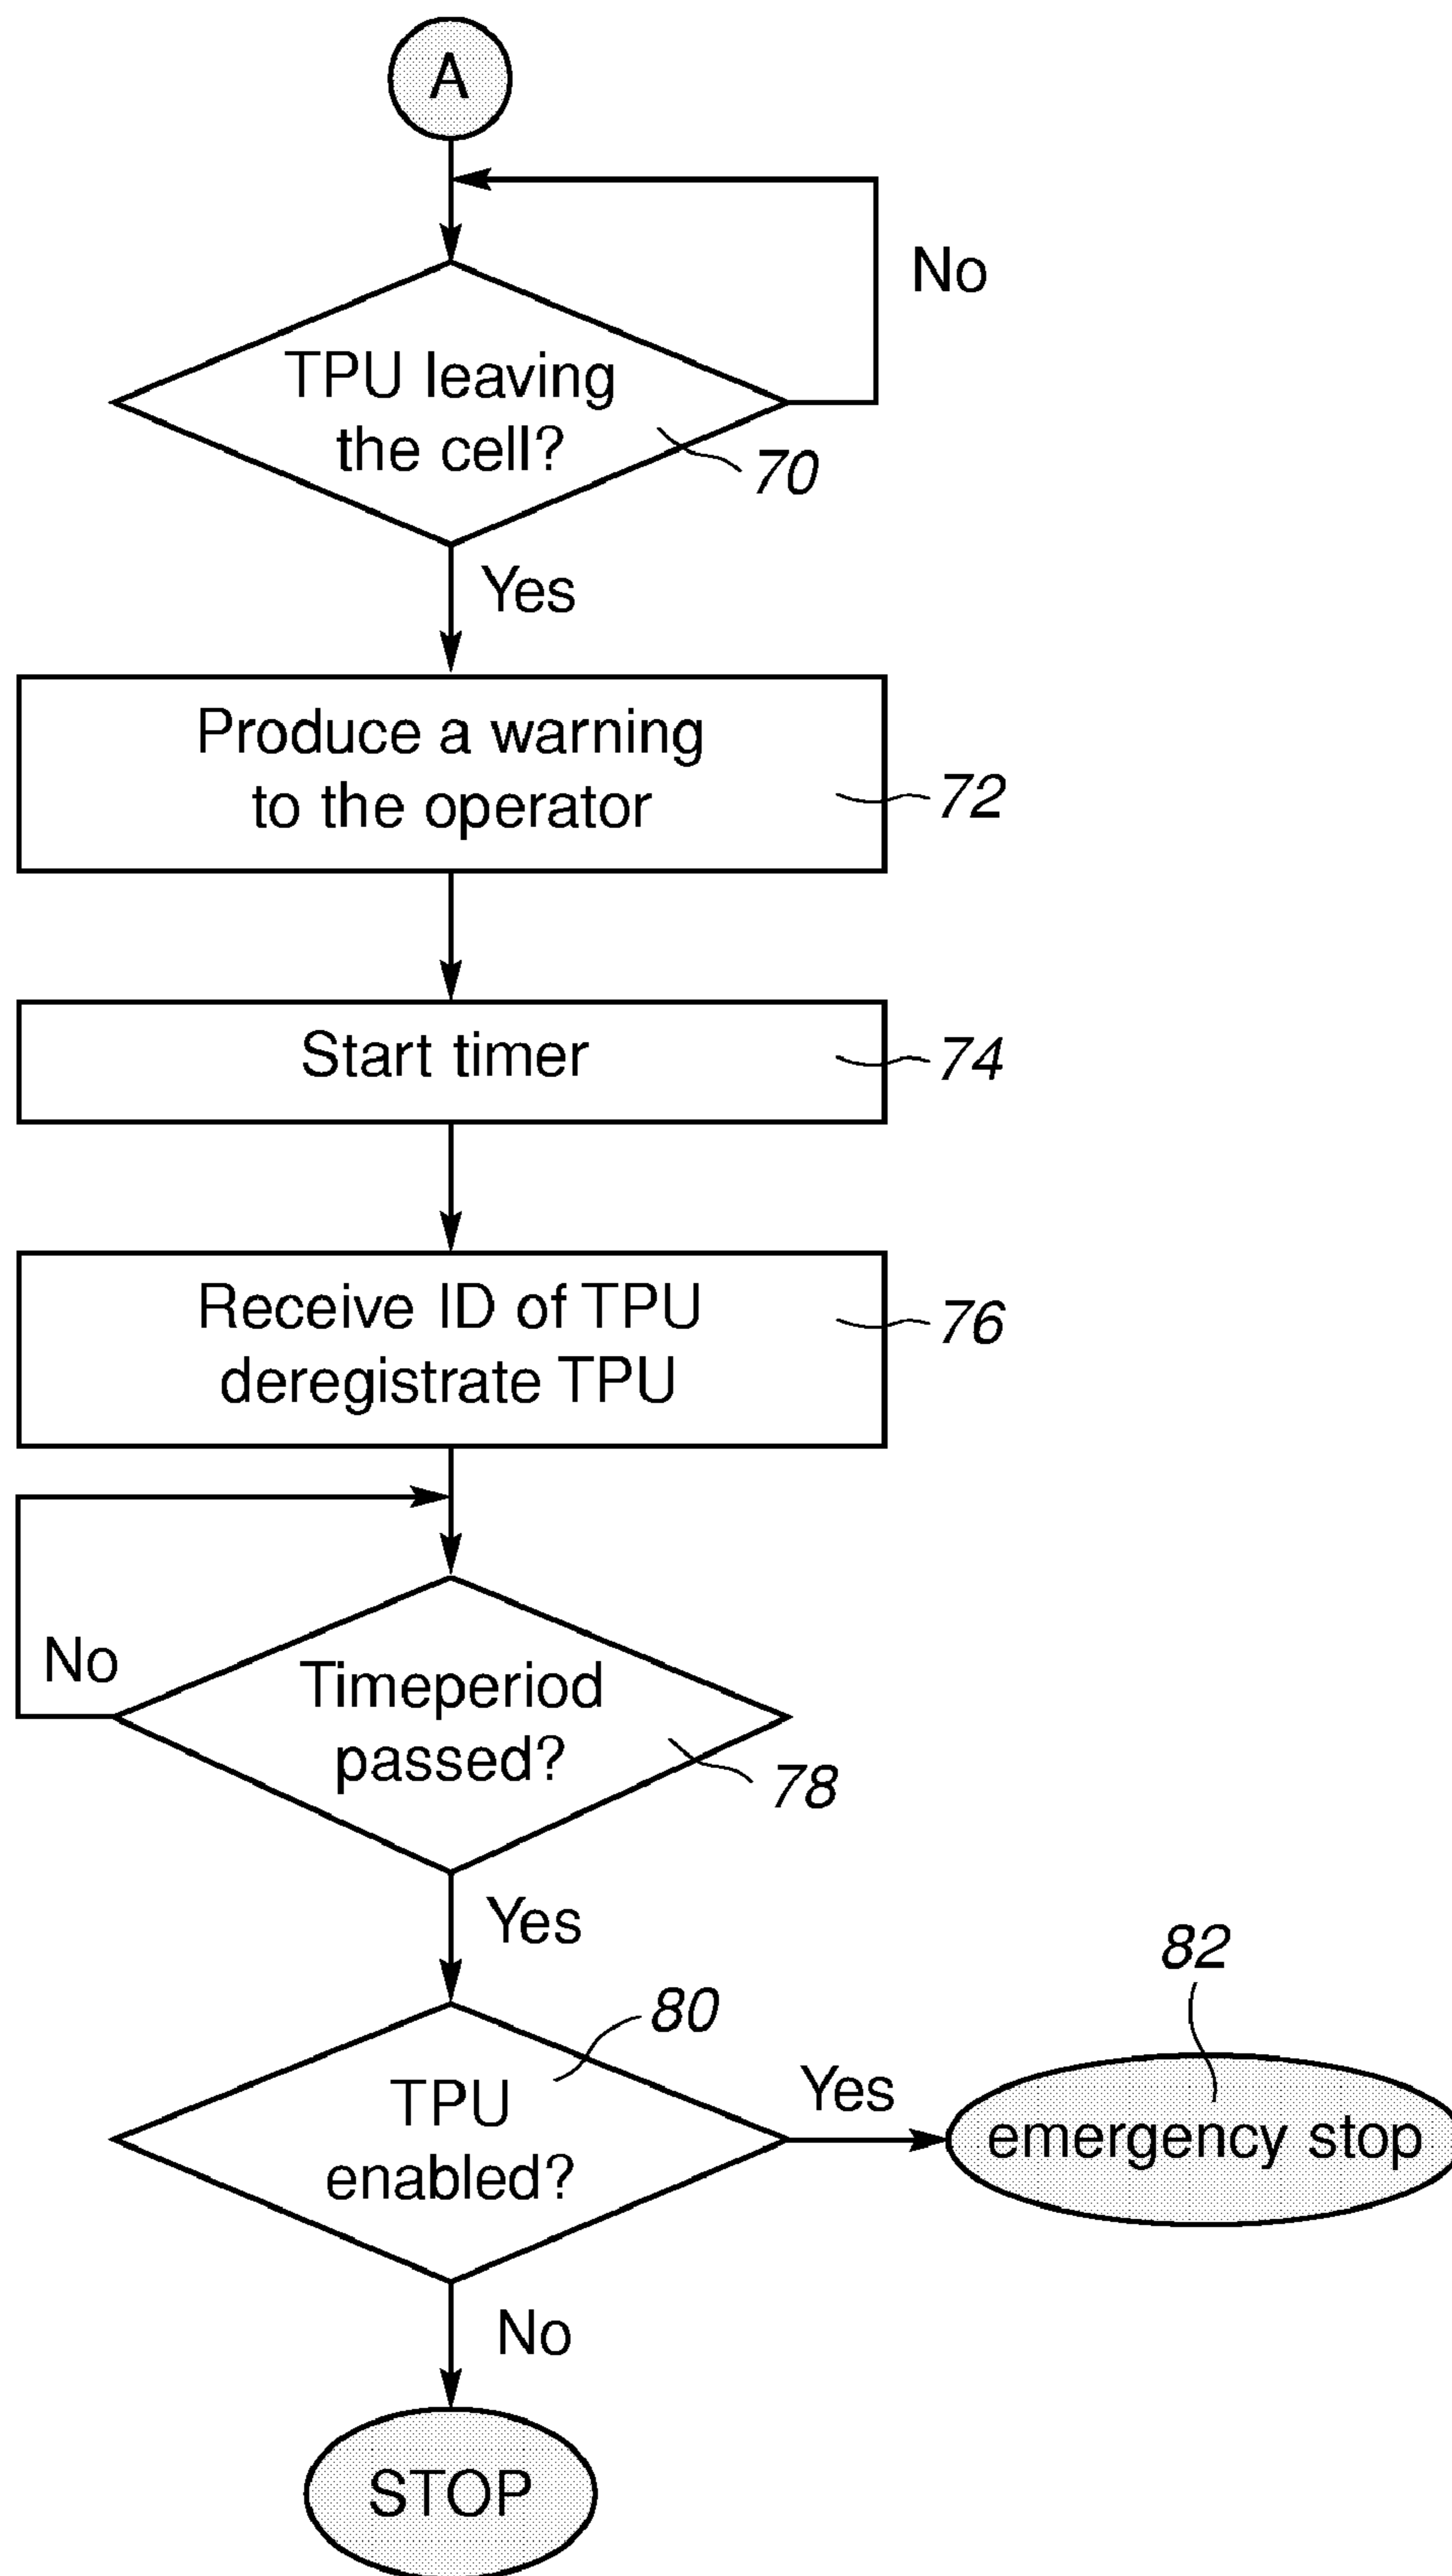 A
No
TPU leaving
the cell?
70
Yes
Produce a warning
to the operator
72
Start timer
74
Receive ID of TPU
deregistrate TPU
76
No
Timeperiod
passed?
78
Yes
82
80
TPU
enabled?
Yes
emergency stop
No
STOP